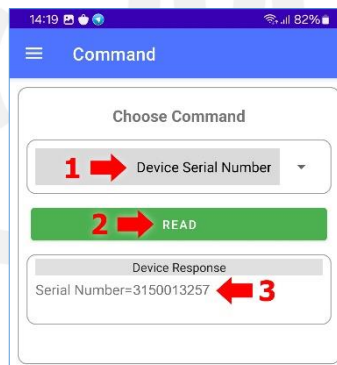 14:19 82%
Command
Choose Command
1 Device Serial Number
2 READ
Device Response
Serial Number=3150013257 3